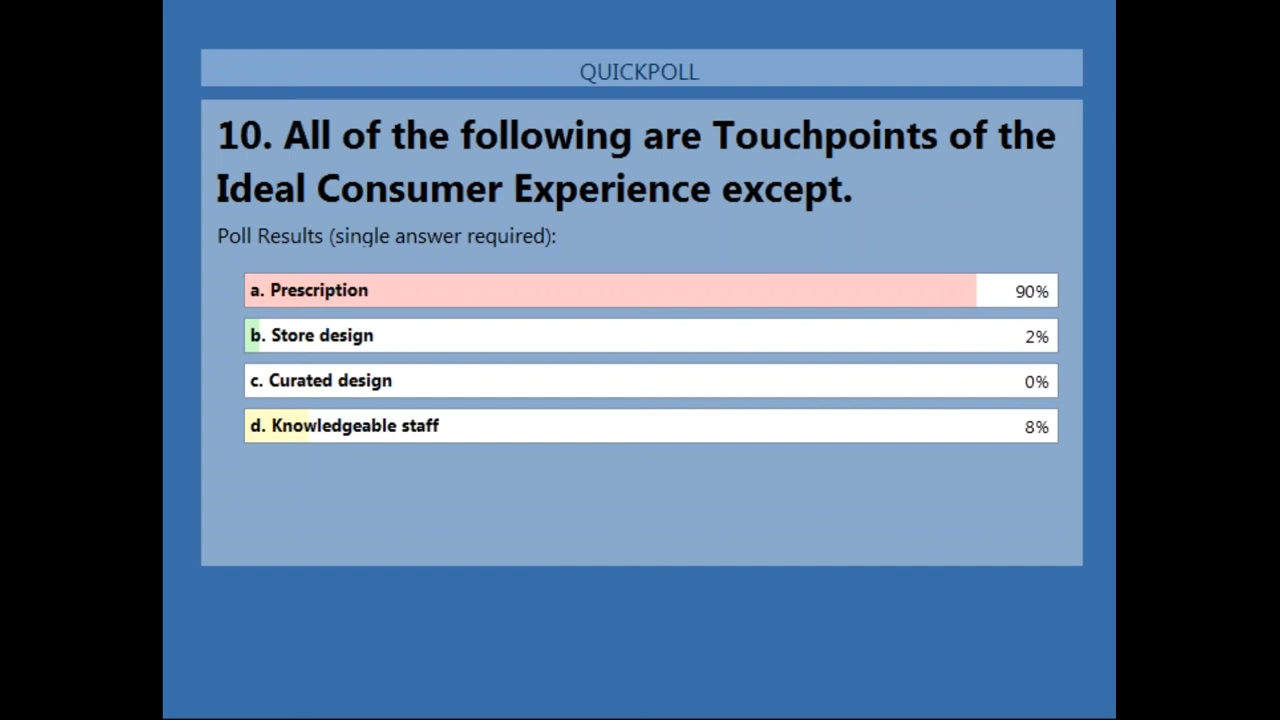 QUICKPOLL
10. All of the following are Touchpoints of the
Ideal Consumer Experience except.
Poll Results (single answer required):
a. Prescription 90%
b. Store design 2%
c. Curated design 0%
d. Knowledgeable staff 8%